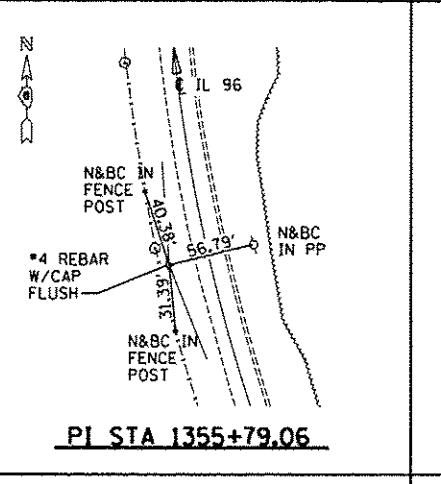 N
℄ IL 96
N&BC IN
FENCE
POST
40.38'
56.79'
N&BC
IN PP
#4 REBAR
W/CAP
FLUSH
31.39'
N&BC IN
FENCE
POST
PI STA 1355+79.06